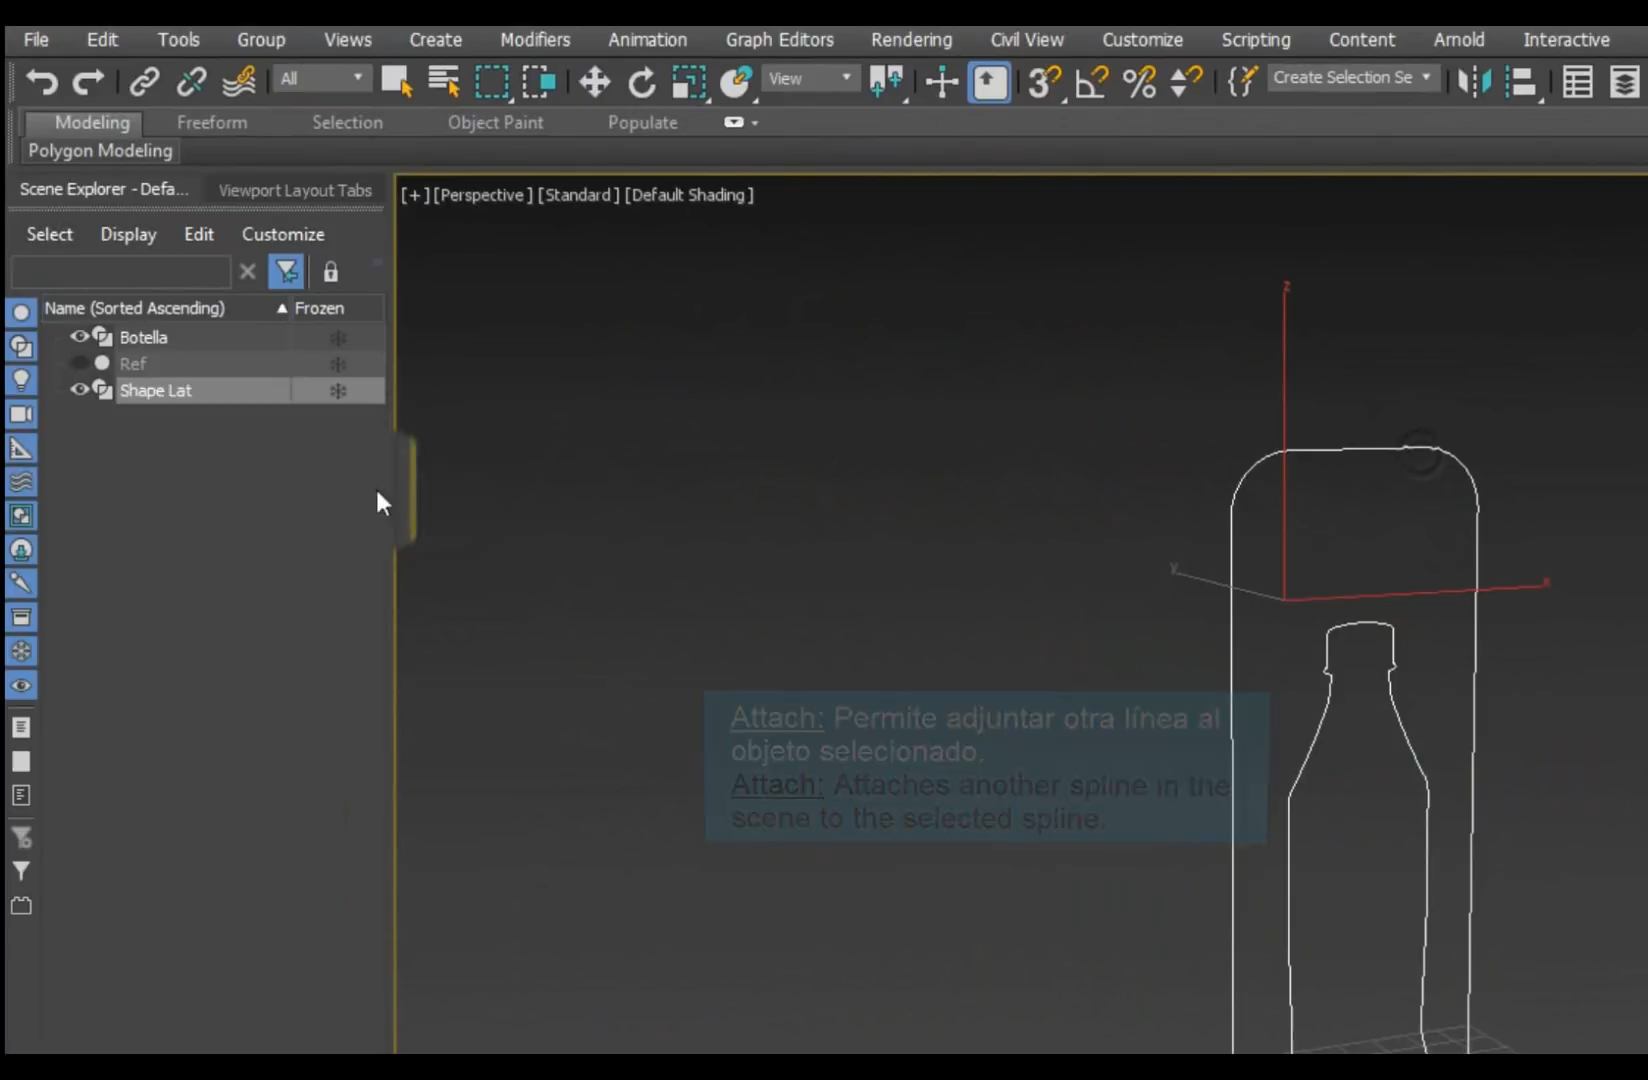 File Edit Tools Group Views Create Modifiers Animation Graph Editors Rendering Civil View Customize Scripting Content Arnold Interactive
All View 3 % Create Selection Se
Modeling Freeform Selection Object Paint Populate
Polygon Modeling
Scene Explorer - Defa... Viewport Layout Tabs
[+] [Perspective] [Standard] [Default Shading]
Select Display Edit Customize
Name (Sorted Ascending) Frozen
Botella
Ref
Shape Lat
z
y
x
Attach: Permite adjuntar otra línea al
objeto selecionado.
Attach: Attaches another spline in the
scene to the selected spline.